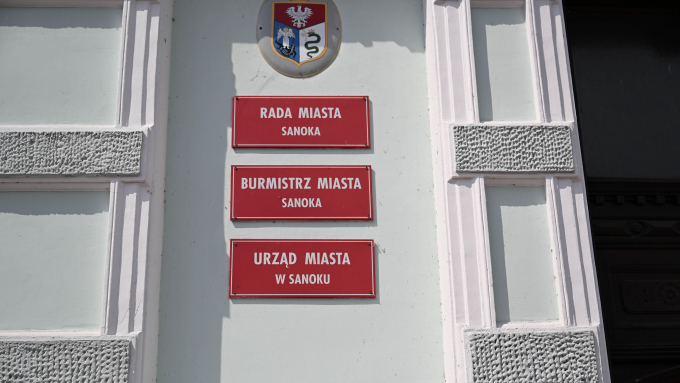 RADA MIASTA
SANOKA
BURMISTRZ MIASTA
SANOKA
URZĄD MIASTA
W SANOKU